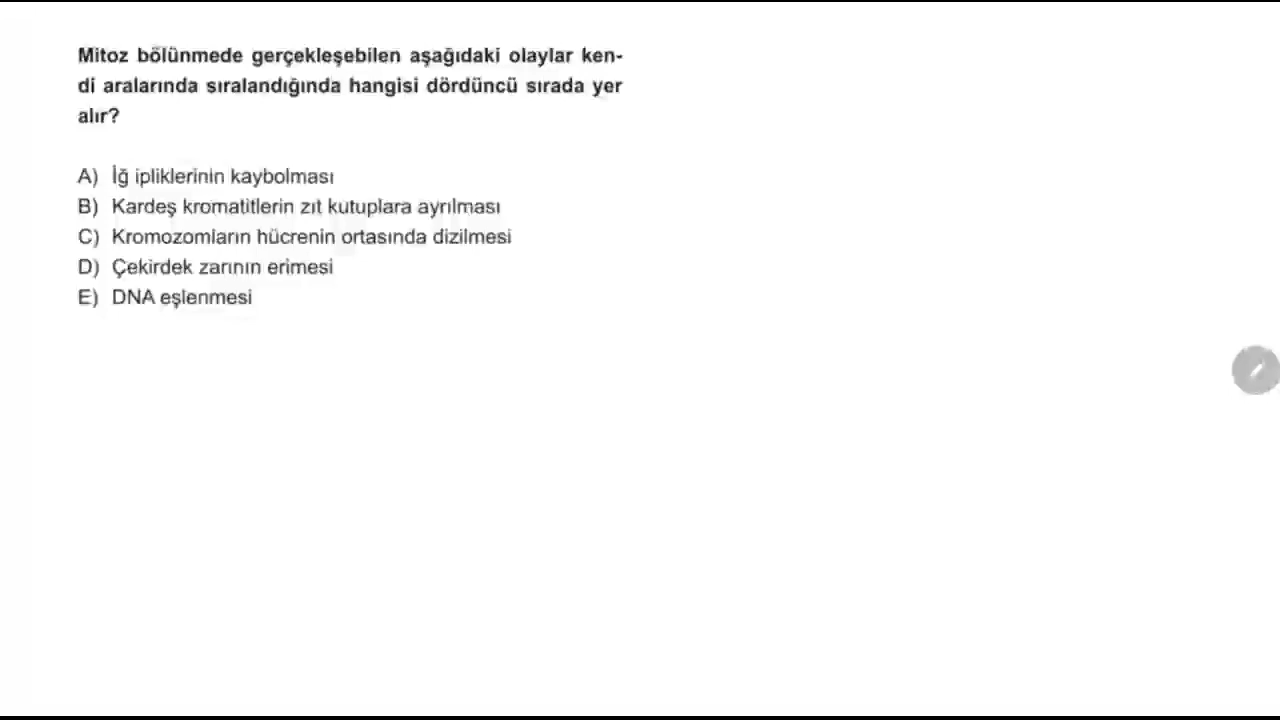 Mitoz bölünmede gerçekleşebilen aşağıdaki olaylar ken-
di aralarında sıralandığında hangisi dördüncü sırada yer
alır?
A) İğ ipliklerinin kaybolması
B) Kardeş kromatitlerin zıt kutuplara ayrılması
C) Kromozomların hücrenin ortasında dizilmesi
D) Çekirdek zarının erimesi
E) DNA eşlenmesi